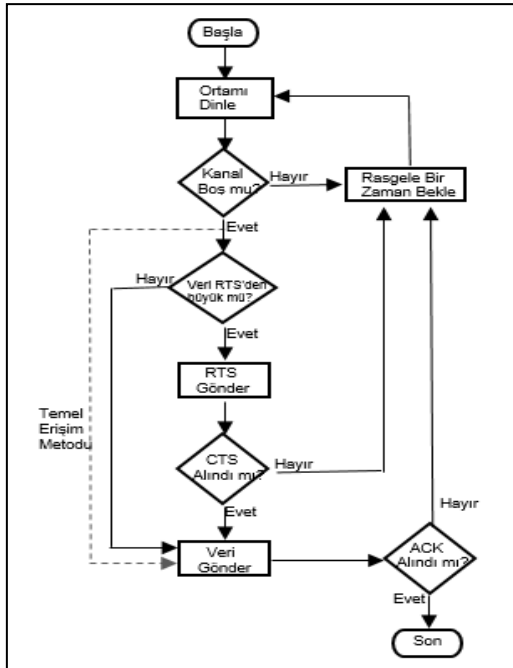 Başla
Ortamı
Dinle
Kanal
Boş mu?
Hayır
Rasgele Bir
Zaman Bekle
Evet
Hayır
Veri RTS'den
büyük mü?
Evet
RTS
Gönder
Temel
Erişim
Metodu
CTS
Alındı mı?
Hayır
Evet
Hayır
Veri
Gönder
ACK
Alındı mı?
Evet
Son